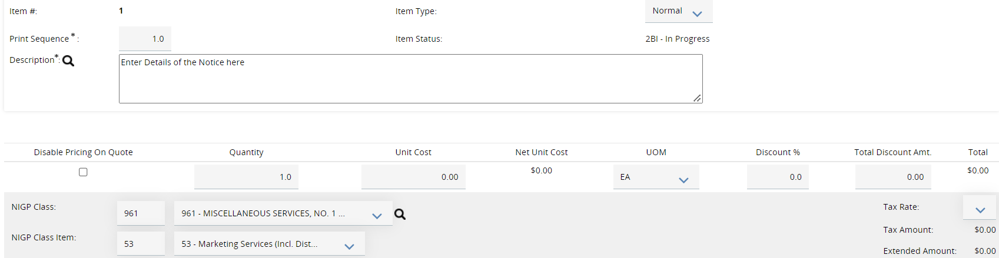 Item #: 1 Item Type: Normal
Print Sequence * : 1.0 Item Status: 2BI - In Progress
Description*:
Enter Details of the Notice here
Disable Pricing On Quote Quantity Unit Cost Net Unit Cost UOM Discount % Total Discount Amt. Total
1.0 0.00 $0.00 EA 0.0 0.00 $0.00
NIGP Class: 961 961 - MISCELLANEOUS SERVICES, NO. 1 ... Tax Rate:
Tax Amount: $0.00
NIGP Class Item: 53 53 - Marketing Services (Incl. Dist...
Extended Amount: $0.00